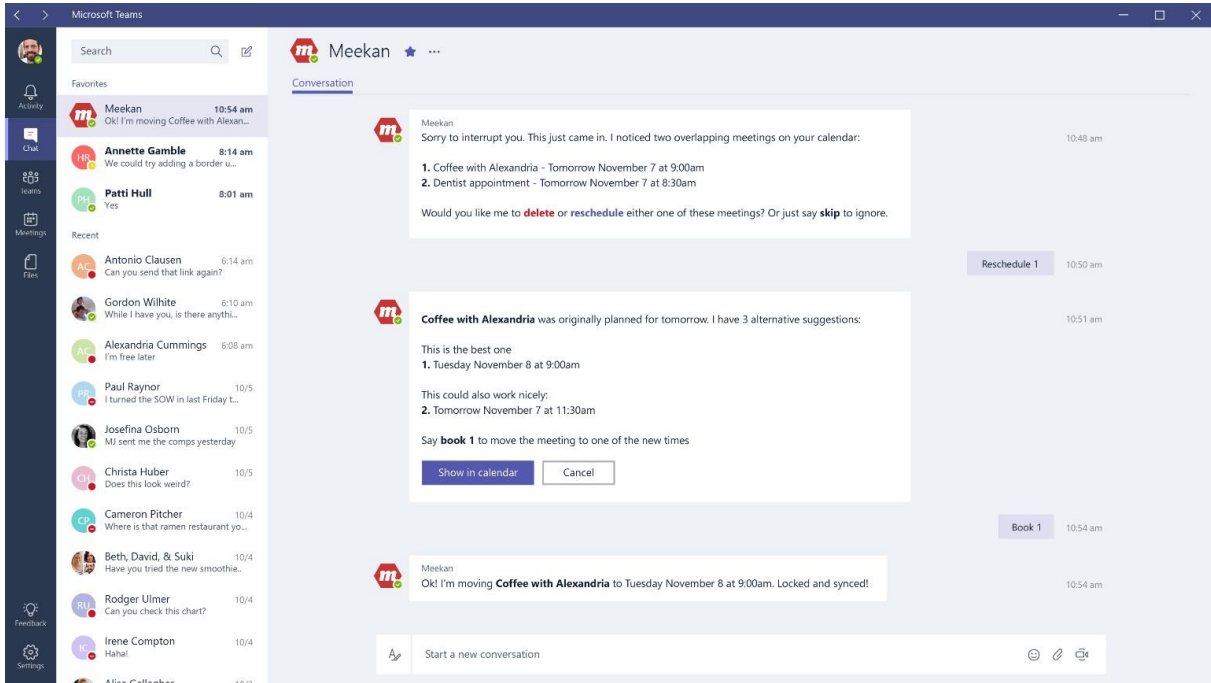 Microsoft Teams
Search
Activity
Chat
Teams
Meetings
Files
Feedback
Settings
Favorites
Meekan 10:54 am
Ok! I'm moving Coffee with Alexan...
HR
Annette Gamble 8:14 am
We could try adding a border u...
PH
Patti Hull 8:01 am
Yes
Recent
AC
Antonio Clausen 6:14 am
Can you send that link again?
Gordon Wilhite 6:10 am
While I have you, is there anythi...
AC
Alexandria Cummings 6:08 am
I'm free later
Paul Raynor 10/5
I turned the SOW in last Friday t...
Josefina Osborn 10/5
MJ sent me the comps yesterday
CH
Christa Huber 10/5
Does this look weird?
CP
Cameron Pitcher 10/4
Where is that ramen restaurant yo...
Beth, David, & Suki 10/4
Have you tried the new smoothie..
RU
Rodger Ulmer 10/4
Can you check this chart?
IC
Irene Compton 10/4
Haha!
Alisa Gallagher 10/3
m
Meekan
Conversation
Meekan
Sorry to interrupt you. This just came in. I noticed two overlapping meetings on your calendar:
10:48 am
1. Coffee with Alexandria - Tomorrow November 7 at 9:00am
2. Dentist appointment - Tomorrow November 7 at 8:30am
Would you like me to delete or reschedule either one of these meetings? Or just say skip to ignore.
Reschedule 1 10:50 am
Coffee with Alexandria was originally planned for tomorrow. I have 3 alternative suggestions:
10:51 am
This is the best one
1. Tuesday November 8 at 9:00am
This could also work nicely:
2. Tomorrow November 7 at 11:30am
Say book 1 to move the meeting to one of the new times
Show in calendar
Cancel
Book 1 10:54 am
Meekan
Ok! I'm moving Coffee with Alexandria to Tuesday November 8 at 9:00am. Locked and synced!
10:54 am
Start a new conversation